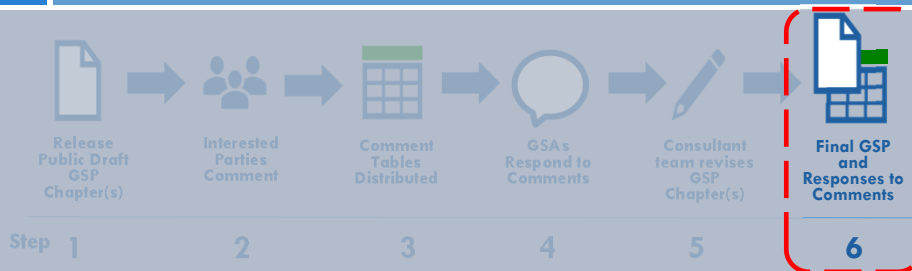 Release
Public Draft
GSP
Chapter(s)
Interested
Parties
Comment
Comment
Tables
Distributed
GSAs
Respond to
Comments
Consultant
team revises
GSP
Chapter(s)
Final GSP
and
Responses to
Comments
Step 1 2 3 4 5 6